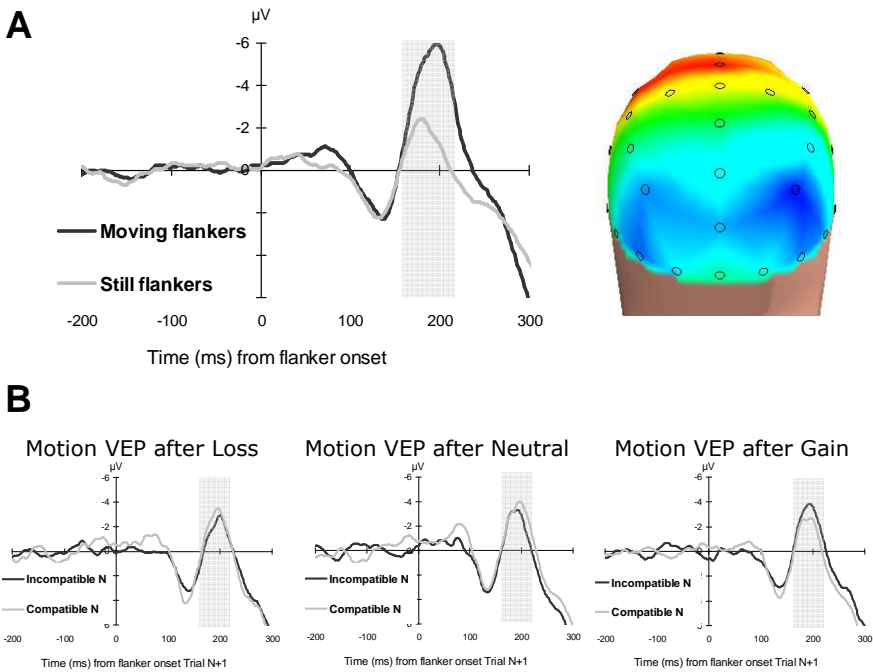 A
µV
-6
-4
-2
0
Moving flankers
Still flankers
-200 -100 0 100 200 300
Time (ms) from flanker onset
B
Motion VEP after Loss
µV
-6
-4
-2
0
Incompatible N
Compatible N
-200 -100 0 100 200 300
Time (ms) from flanker onset Trial N+1
Motion VEP after Neutral
µV
-6
-4
-2
0
Incompatible N
Compatible N
-200 -100 0 100 200 300
Time (ms) from flanker onset Trial N+1
Motion VEP after Gain
µV
-6
-4
-2
0
Incompatible N
Compatible N
-200 -100 0 100 200 300
Time (ms) from flanker onset Trial N+1